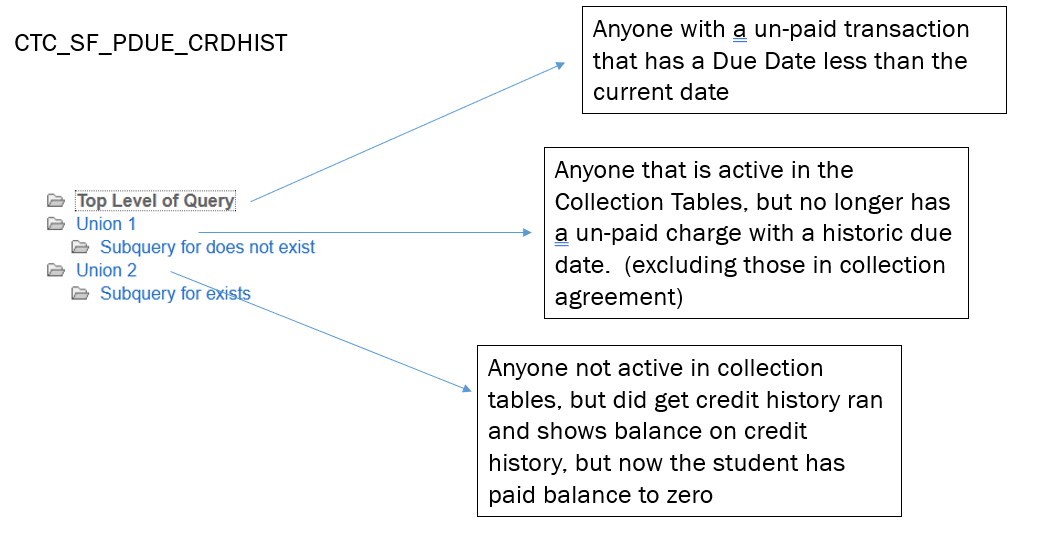 CTC_SF_PDUE_CRDHIST
Anyone with a un-paid transaction
that has a Due Date less than the
current date
Top Level of Query
Union 1
Subquery for does not exist
Union 2
Subquery for exists
Anyone that is active in the
Collection Tables, but no longer has
a un-paid charge with a historic due
date.  (excluding those in collection
agreement)
Anyone not active in collection
tables, but did get credit history ran
and shows balance on credit
history, but now the student has
paid balance to zero